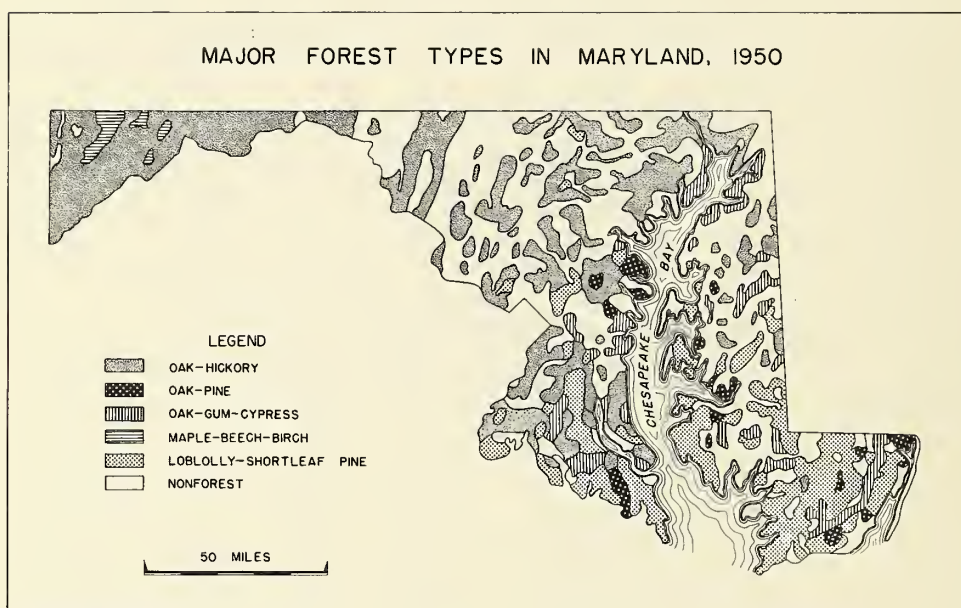 MAJOR FOREST TYPES IN MARYLAND, 1950
CHESAPEAKE BAY
LEGEND
OAK-HICKORY
OAK-PINE
OAK-GUM-CYPRESS
MAPLE-BEECH-BIRCH
LOBLOLLY-SHORTLEAF PINE
NONFOREST
50 MILES